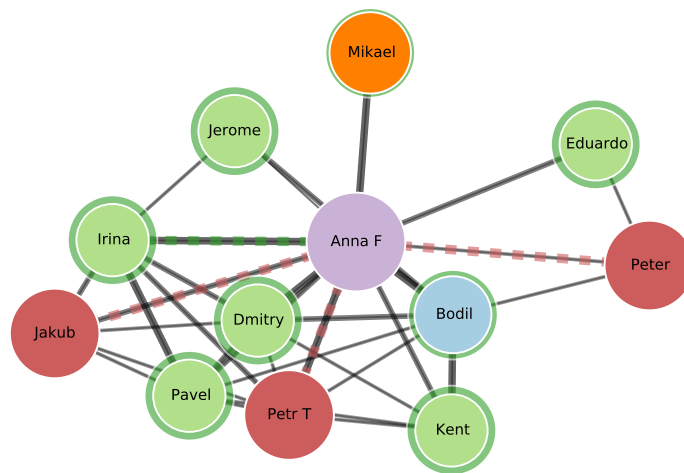 Mikael
Jerome
Eduardo
Irina
Anna F
Peter
Jakub
Dmitry
Bodil
Pavel
Petr T
Kent